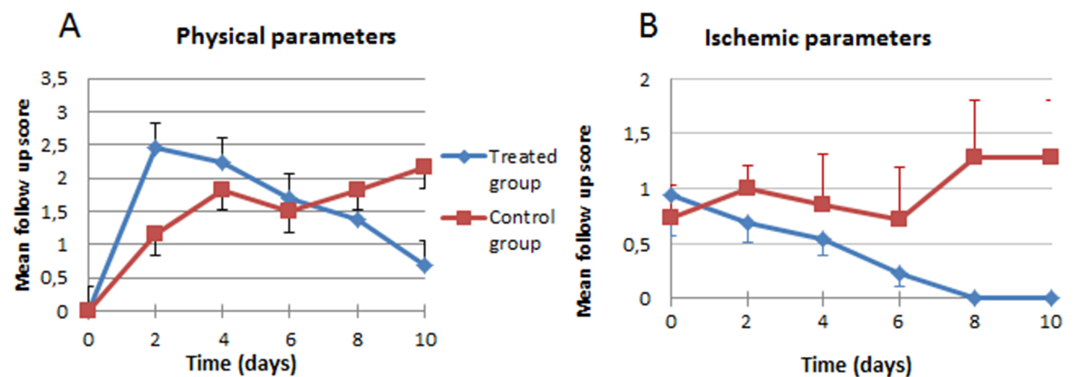 A
Physical parameters
Mean follow up score
3,5
3
2,5
2
1,5
1
0,5
0
0 2 4 6 8 10
Time (days)
Treated
group
Control
group
B
Ischemic parameters
Mean follow up score
2
1,5
1
0,5
0
0 2 4 6 8 10
Time (days)